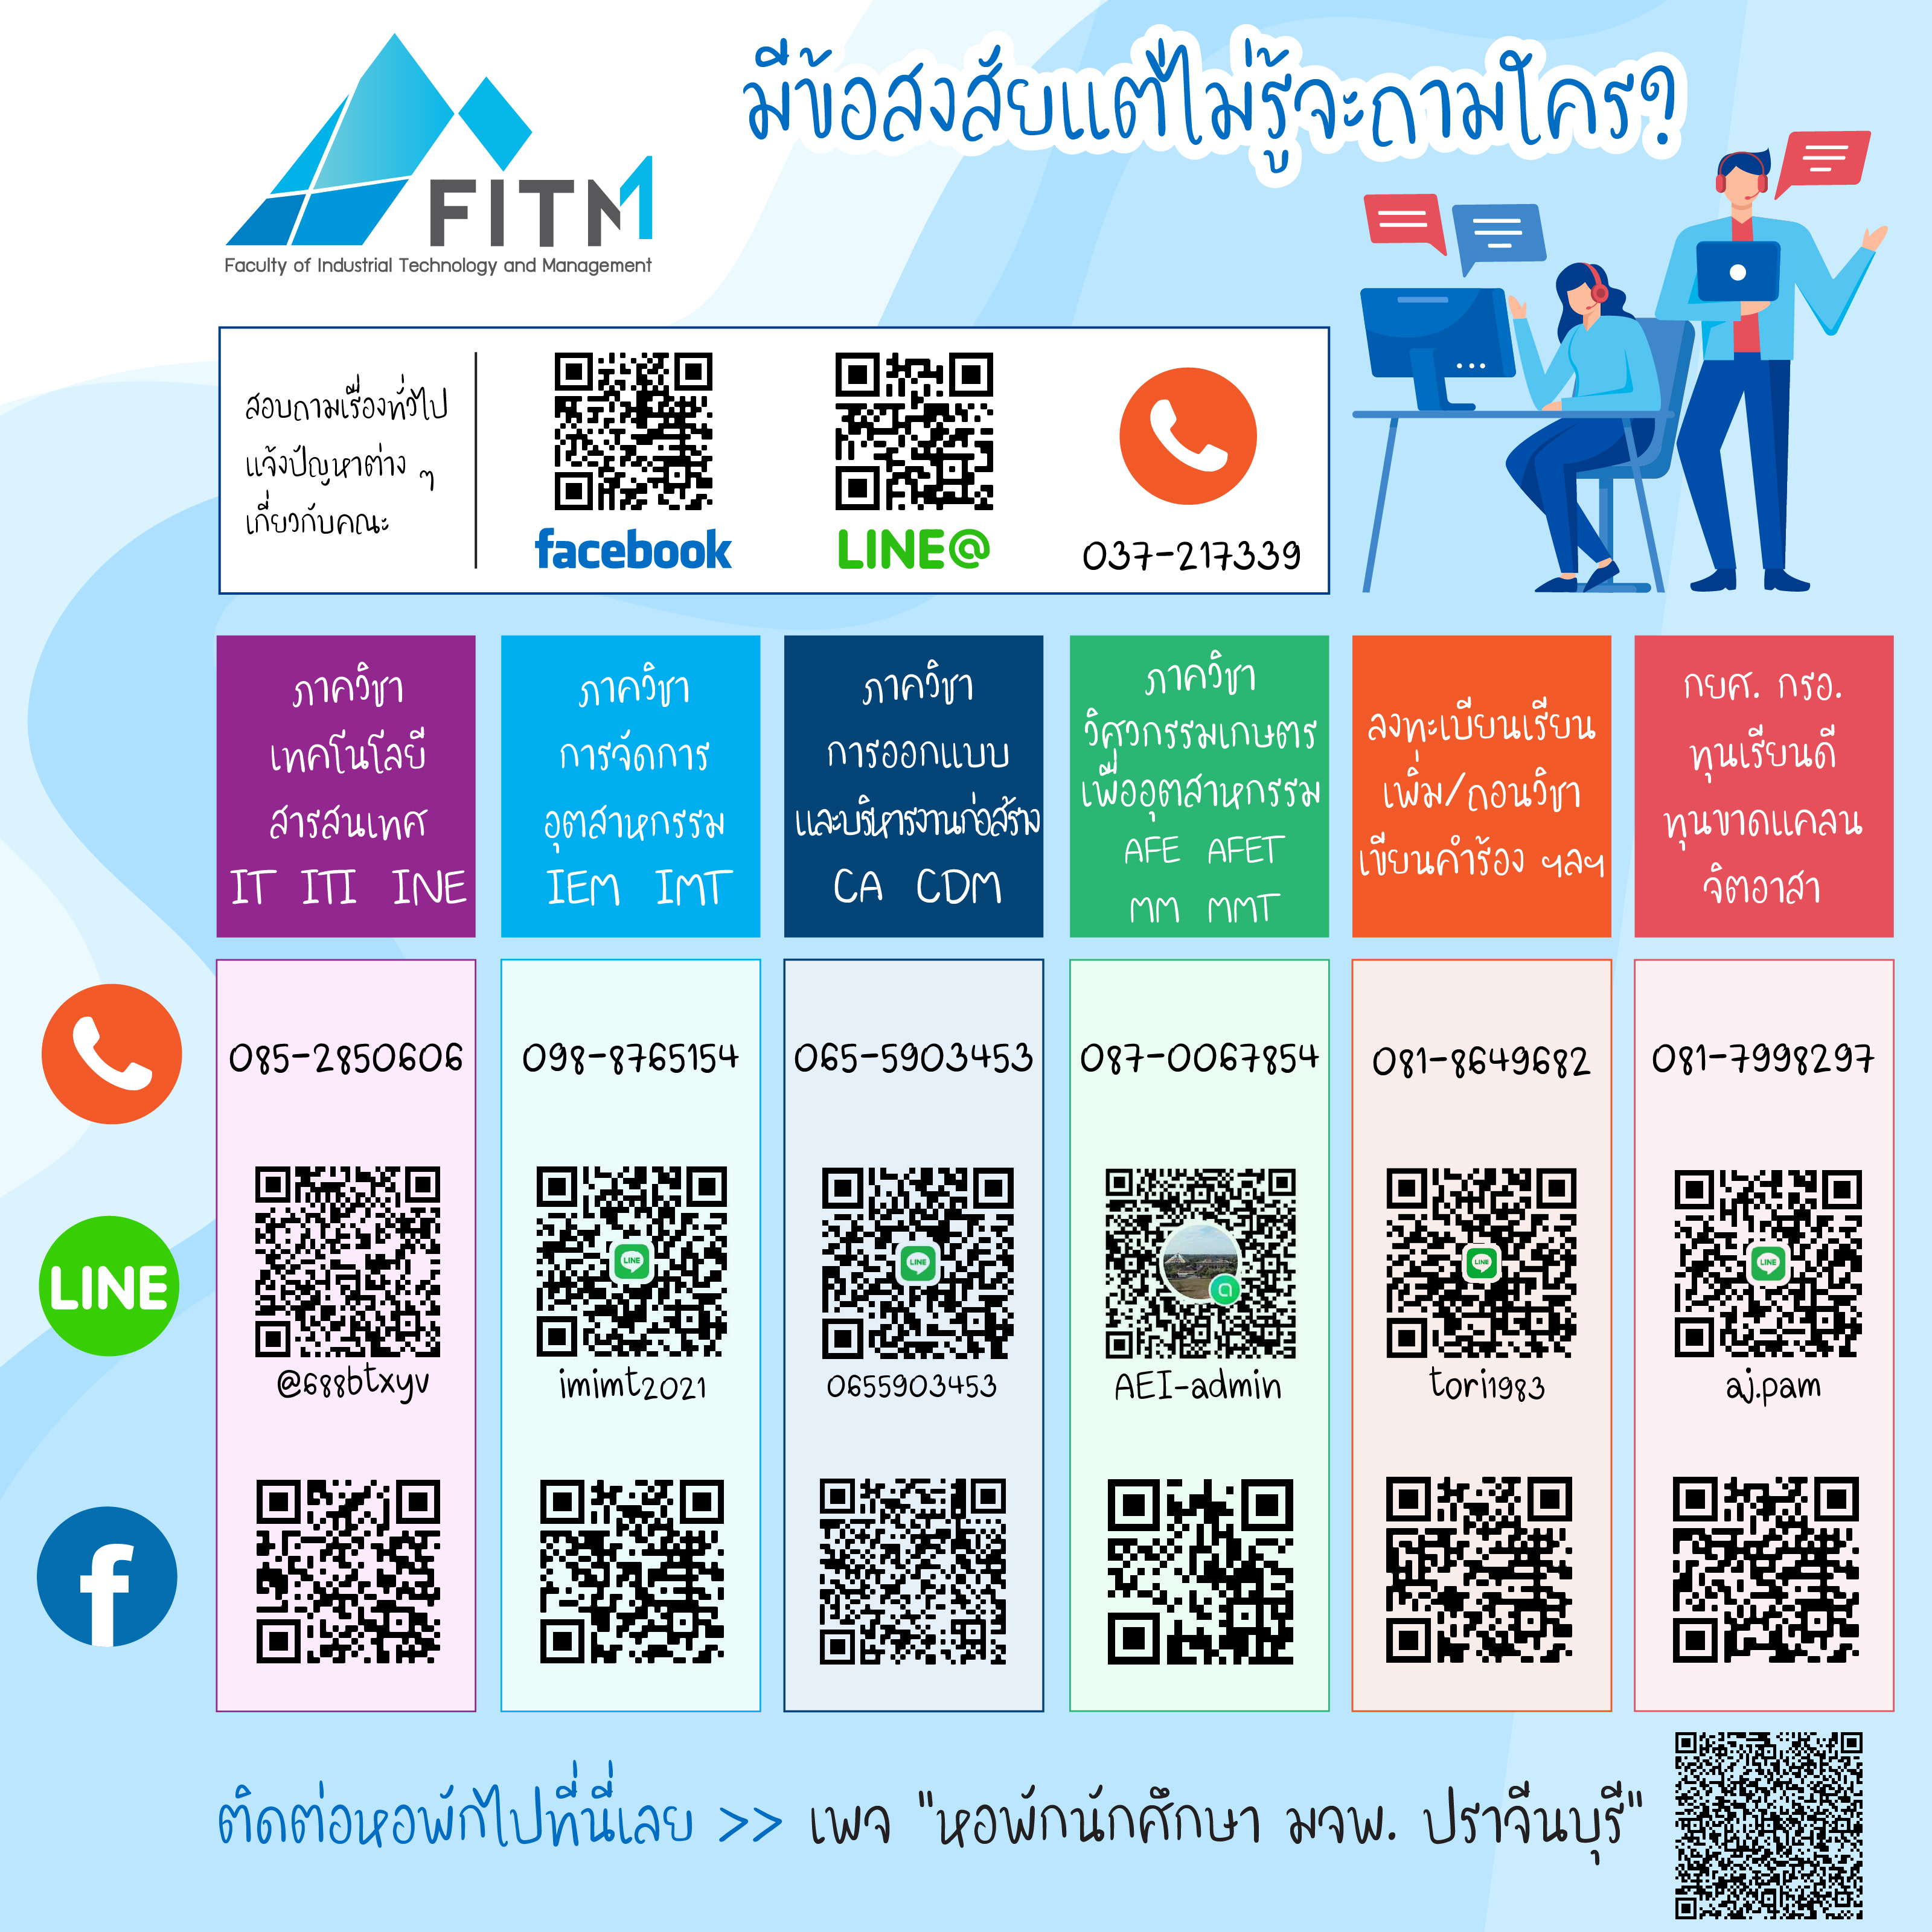 มีข้อสงสัยแต่ไม่รู้จะถามใคร?
FITM
Faculty of Industrial Technology and Management
สอบถามเรื่องทั่วไป
แจ้งปัญหาต่าง ๆ
เกี่ยวกับคณะ
facebook
LINE@
037-217339
ภาควิชา
เทคโนโลยี
สารสนเทศ
IT ITI INE
ภาควิชา
การจัดการ
อุตสาหกรรม
IEM IMT
ภาควิชา
การออกแบบ
และบริหารงานก่อสร้าง
CA CDM
ภาควิชา
วิศวกรรมเกษตร
เพื่ออุตสาหกรรม
AFE AFET
MM MMT
ลงทะเบียนเรียน
เพิ่ม/ถอนวิชา
เขียนคำร้อง ฯลฯ
กยศ. กรอ.
ทุนเรียนดี
ทุนขาดแคลน
จิตอาสา
085-2850606
098-8765154
065-5903453
087-0067854
081-8649682
081-7998297
LINE
LINE
LINE
LINE
LINE
@688btxyv
imimt2021
0655903453
AEI-admin
tori1983
aj.pam
f
ติดต่อหอพักไปที่นี่เลย >> เพจ "หอพักนักศึกษา มจพ. ปราจีนบุรี"